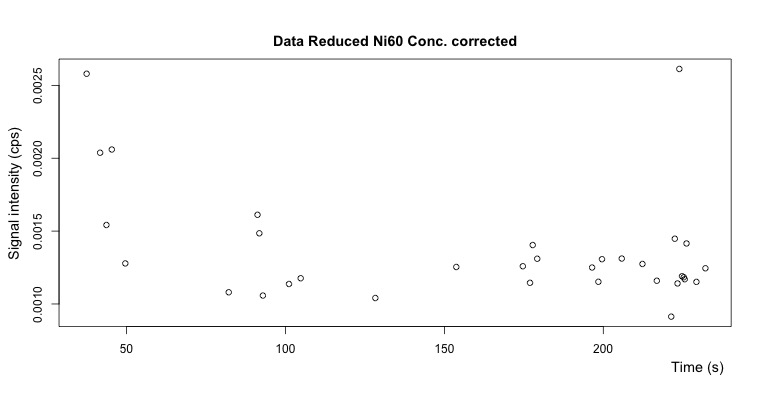 Data Reduced Ni60 Conc. corrected
Signal intensity (cps)
0.0025
0.0020
0.0015
0.0010
50 100 150 200
Time (s)